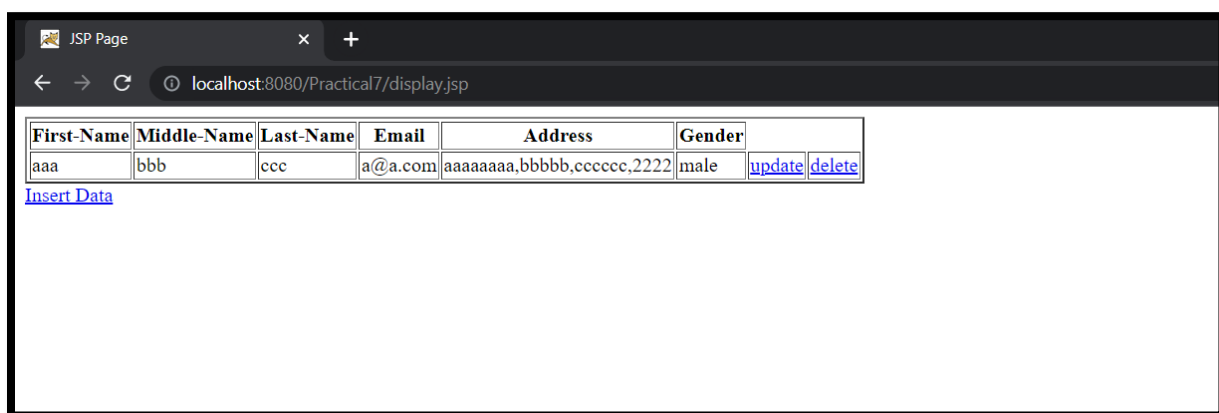 JSP Page
localhost:8080/Practical7/display.jsp
First-Name Middle-Name Last-Name Email Address Gender
aaa bbb ccc a@a.com aaaaaaaa,bbbbb,cccccc,2222 male update delete
Insert Data